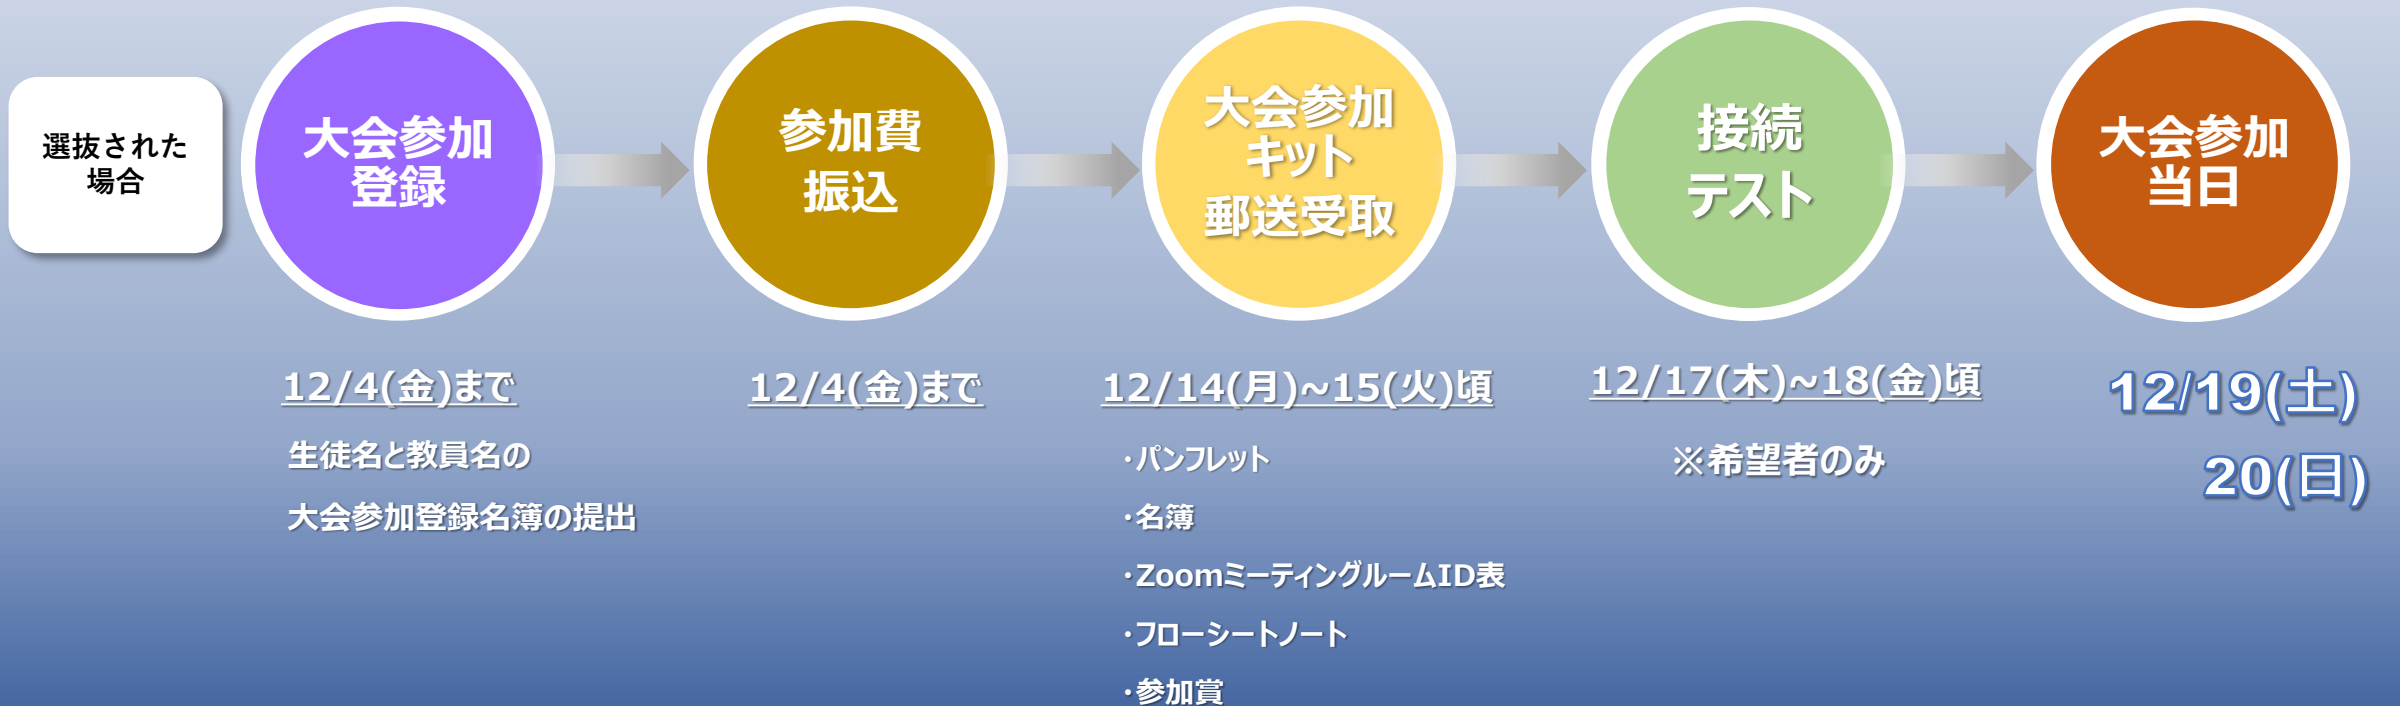 選抜された
場合
大会参加
登録
参加費
振込
大会参加
キット
郵送受取
接続
テスト
大会参加
当日
12/4(金)まで
生徒名と教員名の
大会参加登録名簿の提出
12/4(金)まで
12/14(月)~15(火)頃
・パンフレット
・名簿
・ZoomミーティングルームID表
・フローシートノート
・参加賞
12/17(木)~18(金)頃
※希望者のみ
12/19(土)
20(日)